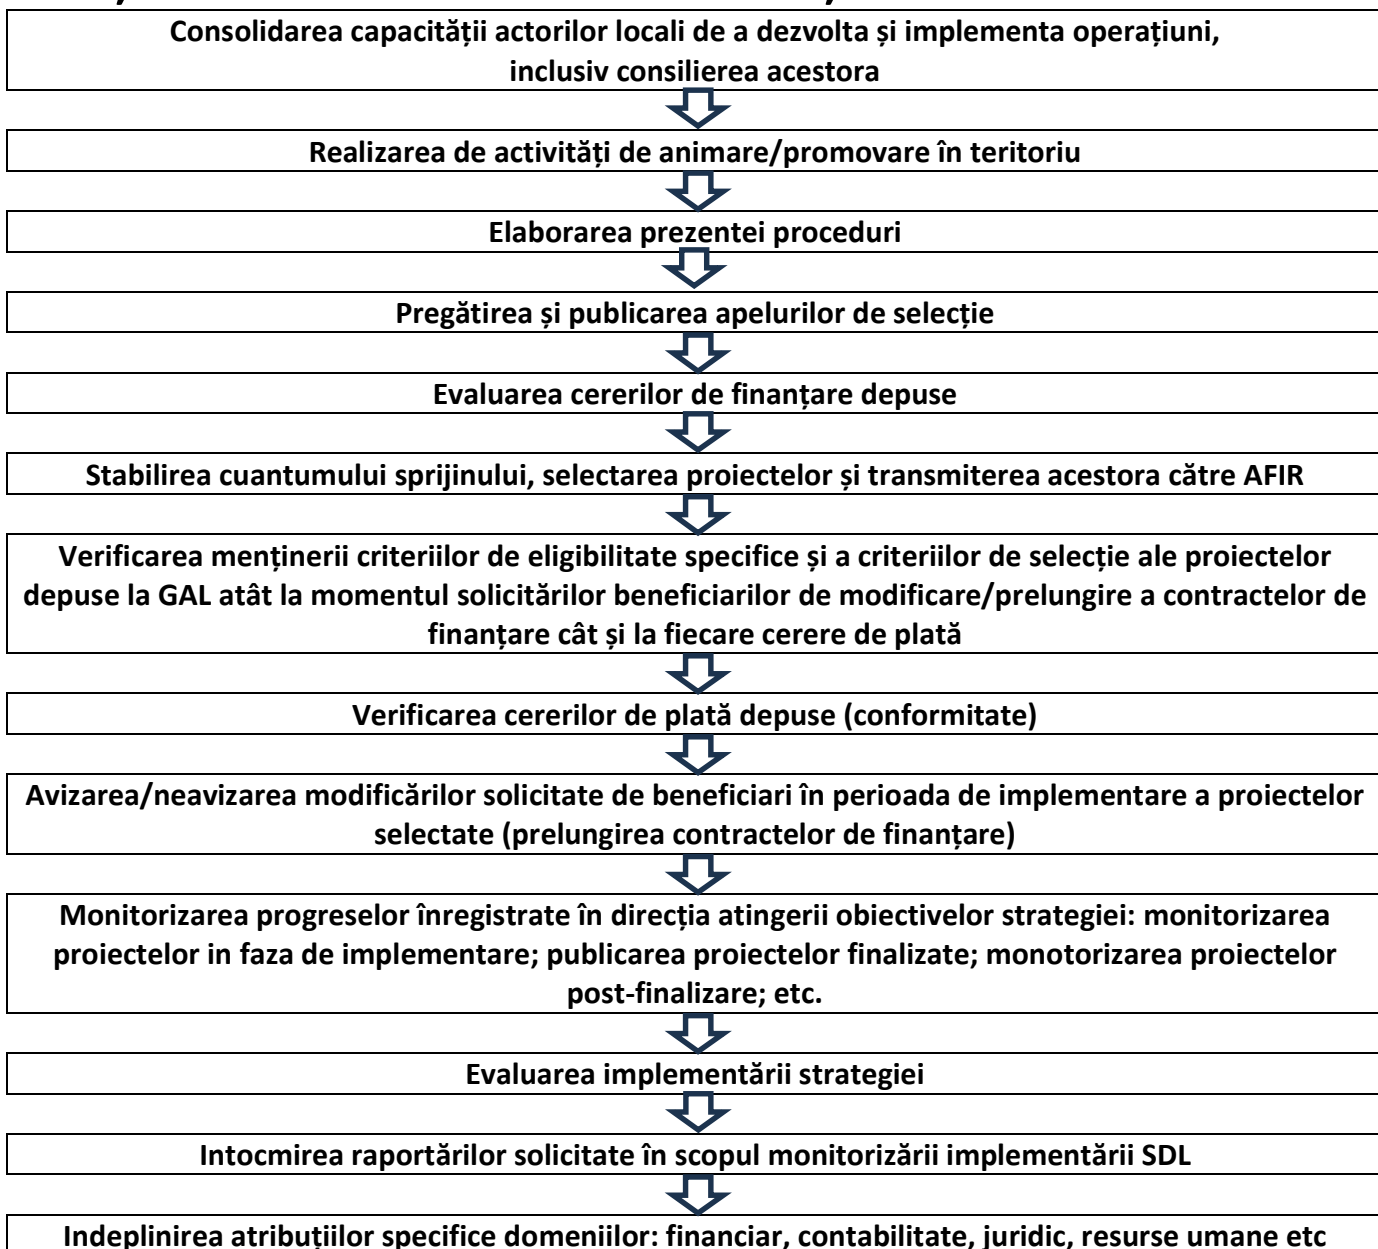 Consolidarea capacității actorilor locali de a dezvolta și implementa operațiuni,
inclusiv consilierea acestora
Realizarea de activități de animare/promovare în teritoriu
Elaborarea prezentei proceduri
Pregătirea și publicarea apelurilor de selecție
Evaluarea cererilor de finanțare depuse
Stabilirea cuantumului sprijinului, selectarea proiectelor și transmiterea acestora către AFIR
Verificarea menținerii criteriilor de eligibilitate specifice și a criteriilor de selecție ale proiectelor
depuse la GAL atât la momentul solicitărilor beneficiarilor de modificare/prelungire a contractelor de
finanțare cât și la fiecare cerere de plată
Verificarea cererilor de plată depuse (conformitate)
Avizarea/neavizarea modificărilor solicitate de beneficiari în perioada de implementare a proiectelor
selectate (prelungirea contractelor de finanțare)
Monitorizarea progreselor înregistrate în direcția atingerii obiectivelor strategiei: monitorizarea
proiectelor in faza de implementare; publicarea proiectelor finalizate; monotorizarea proiectelor
post-finalizare; etc.
Evaluarea implementării strategiei
Intocmirea raportărilor solicitate în scopul monitorizării implementării SDL
Indeplinirea atribuțiilor specifice domeniilor: financiar, contabilitate, juridic, resurse umane etc